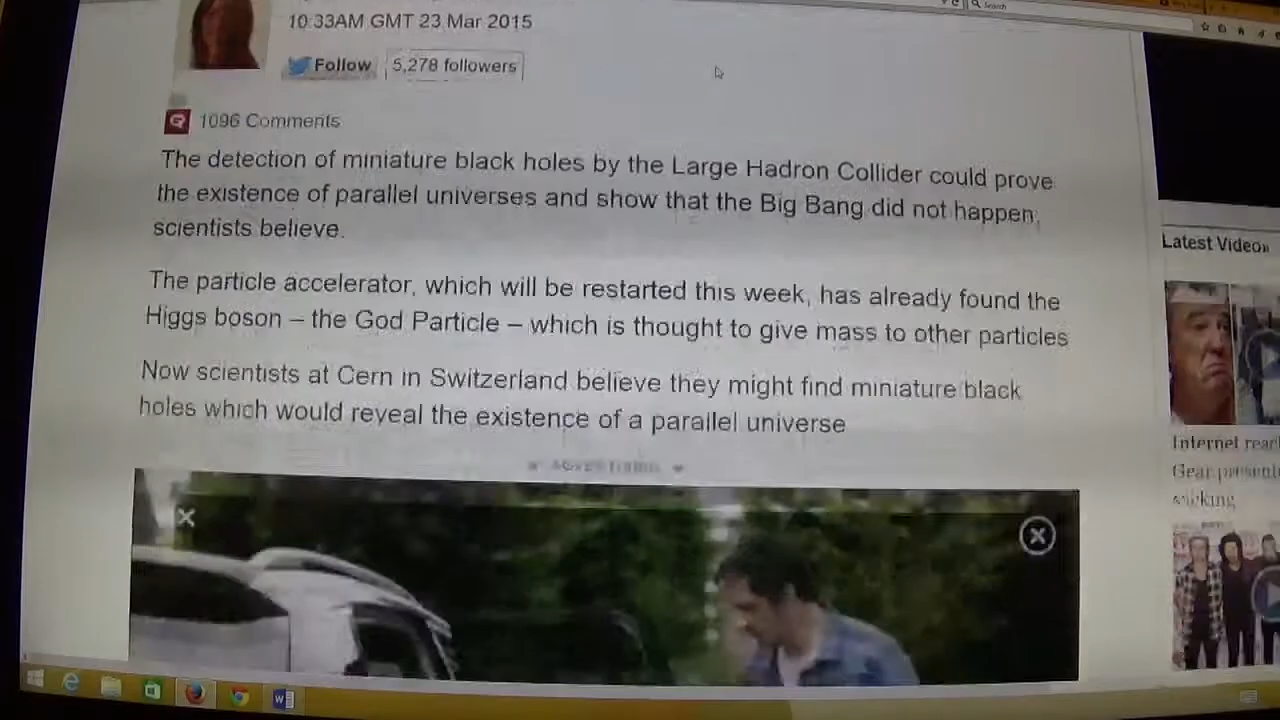 Search
10:33AM GMT 23 Mar 2015
Follow
5,278 followers
1096 Comments
The detection of miniature black holes by the Large Hadron Collider could prove
the existence of parallel universes and show that the Big Bang did not happen,
scientists believe.
The particle accelerator, which will be restarted this week, has already found the
Higgs boson – the God Particle – which is thought to give mass to other particles
Now scientists at Cern in Switzerland believe they might find miniature black
holes which would reveal the existence of a parallel universe
Latest Video»
Internet
Gear